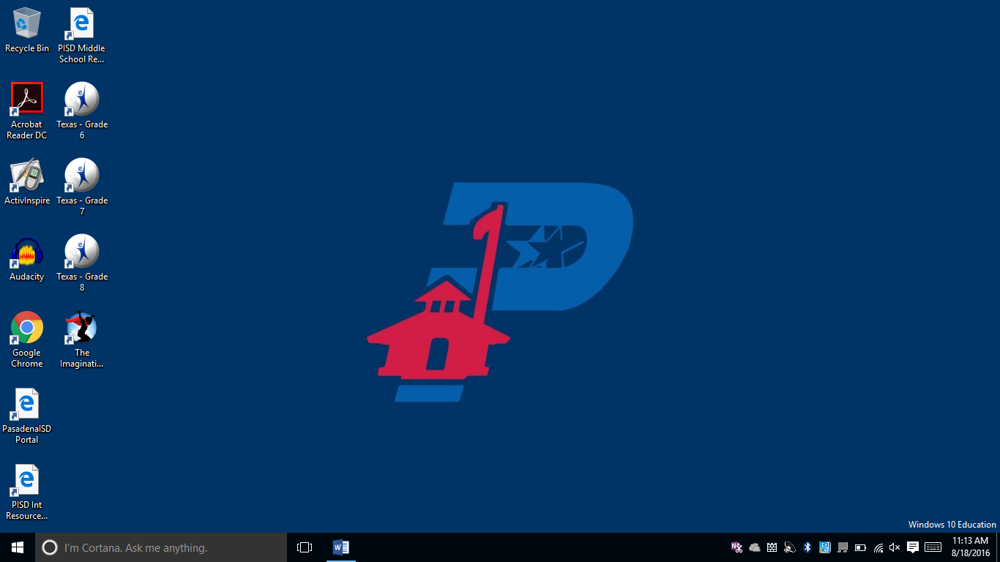 Recycle Bin
PISD Middle
School Re...
Acrobat
Reader DC
Texas - Grade
6
ActivInspire
Texas - Grade
7
Audacity
Texas - Grade
8
Google
Chrome
The
Imaginati...
PasadenaISD
Portal
PISD Int
Resource...
Windows 10 Education
I'm Cortana. Ask me anything.
11:13 AM
8/18/2016